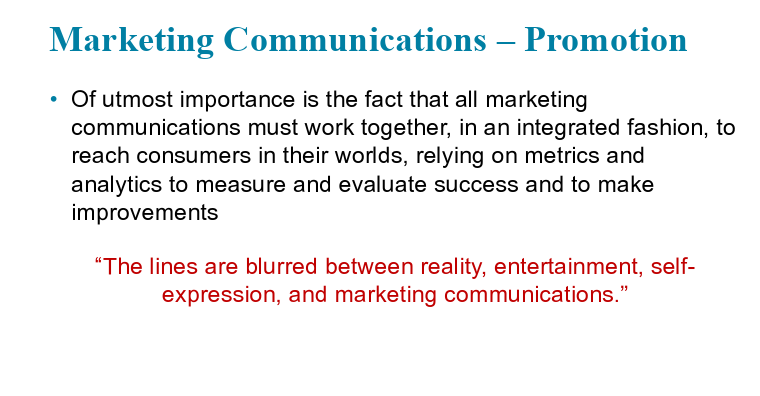 Marketing Communications – Promotion
• Of utmost importance is the fact that all marketing
communications must work together, in an integrated fashion, to
reach consumers in their worlds, relying on metrics and
analytics to measure and evaluate success and to make
improvements
“The lines are blurred between reality, entertainment, self-
expression, and marketing communications.”